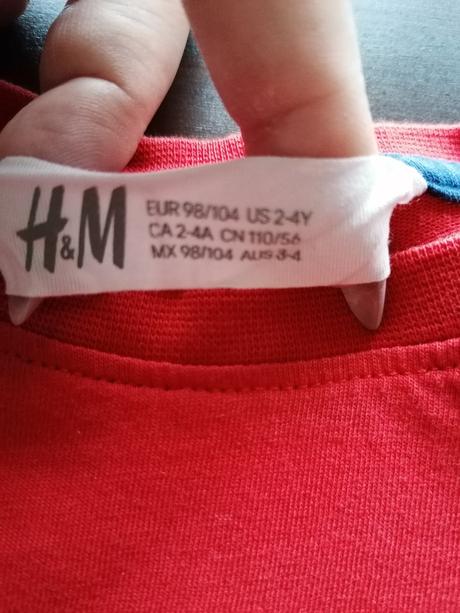 H&M
EUR 98/104 US 2-4Y
CA 2-4A CN 110/56
MX 98/104 AUS 3-4